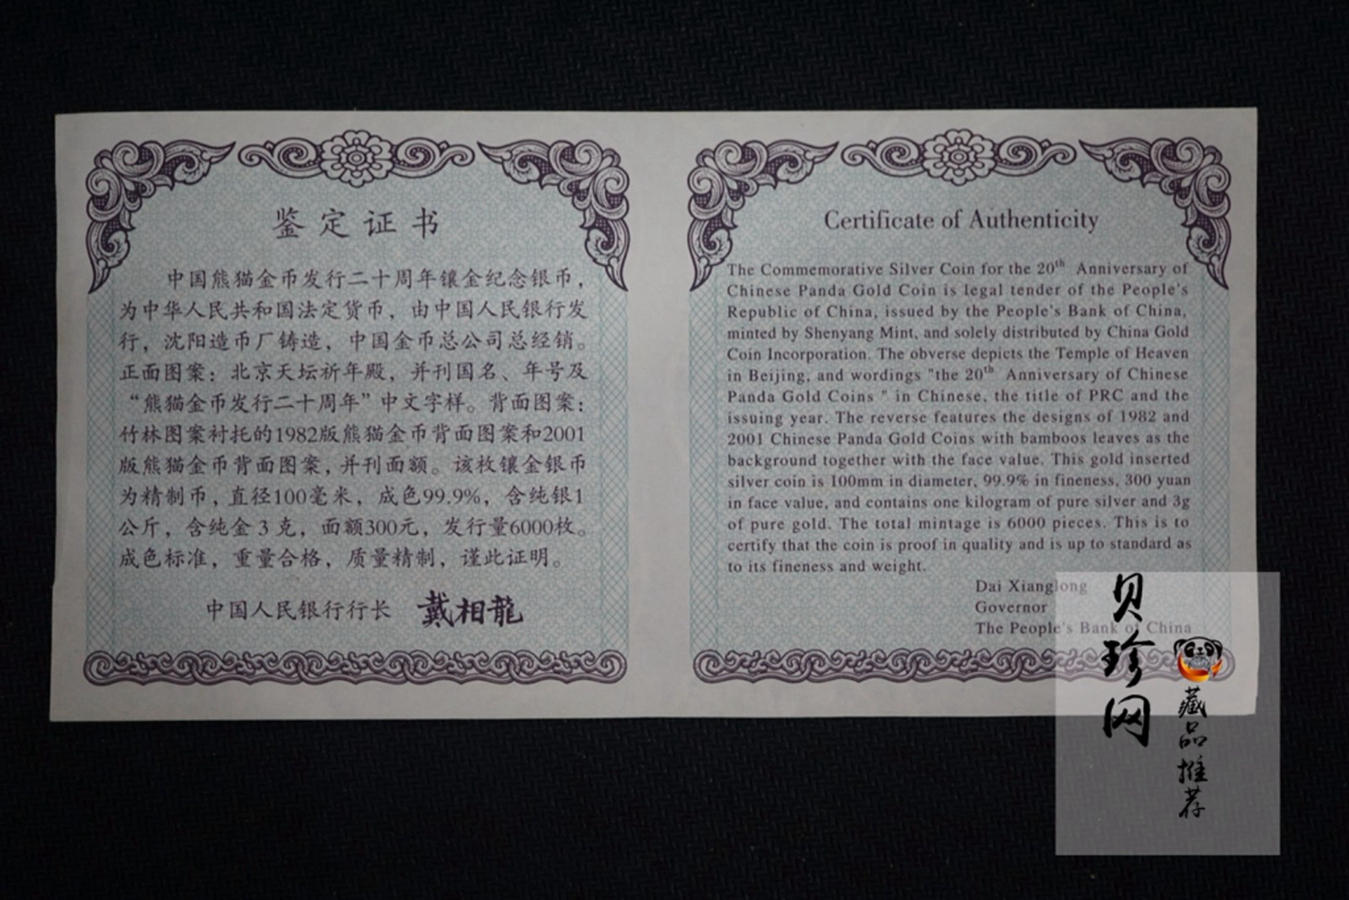 鉴定证书
中国熊猫金币发行二十周年镶金纪念银币，
为中华人民共和国法定货币，由中国人民银行发
行，沈阳造币厂铸造，中国金币总公司总经销。
正面图案：北京天坛祈年殿，并刊国名、年号及
“熊猫金币发行二十周年”中文字样。背面图案：
竹林图案衬托的1982版熊猫金币背面图案和2001
版熊猫金币背面图案，并刊面额。该枚镶金银币
为精制币，直径100毫米，成色99.9%，含纯银1
公斤，含纯金3克，面额300元，发行量6000枚。
成色标准，重量合格，质量精制，谨此证明。
中国人民银行行长 戴相龍
Certificate of Authenticity
The Commemorative Silver Coin for the 20th Anniversary of
Chinese Panda Gold Coin is legal tender of the People's
Republic of China, issued by the People's Bank of China,
minted by Shenyang Mint, and solely distributed by China Gold
Coin Incorporation. The obverse depicts the Temple of Heaven
in Beijing, and wordings "the 20th Anniversary of Chinese
Panda Gold Coins " in Chinese, the title of PRC and the
issuing year. The reverse features the designs of 1982 and
2001 Chinese Panda Gold Coins with bamboos leaves as the
background together with the face value. This gold inserted
silver coin is 100mm in diameter, 99.9% in fineness, 300 yuan
in face value, and contains one kilogram of pure silver and 3g
of pure gold. The total mintage is 6000 pieces. This is to
certify that the coin is proof in quality and is up to standard as
to its fineness and weight.
Dai Xianglong
Governor
The People's Bank of China
贝珍网
藏品推荐